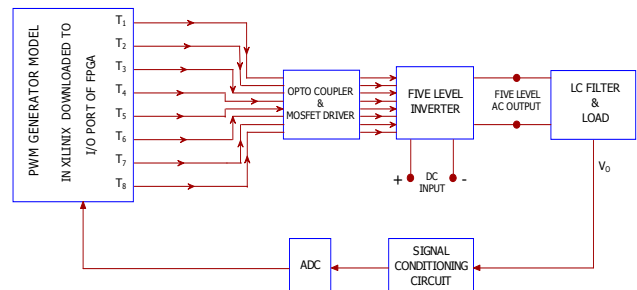 PWM GENERATOR MODEL
IN XILINIX DOWNLOADED TO
I/O PORT OF FPGA
T1
T2
T3
T4
T5
T6
T7
T8
OPTO COUPLER
&
MOSFET DRIVER
FIVE LEVEL
INVERTER
FIVE LEVEL
AC OUTPUT
LC FILTER
&
LOAD
+
DC
INPUT
-
VO
ADC
SIGNAL
CONDITIONING
CIRCUIT